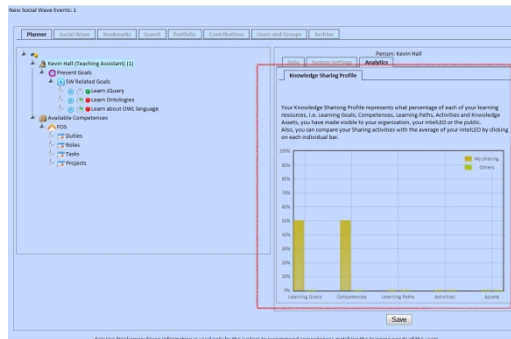 New Social Wave Events: 1
Planner Social Wave Bookmarks Search Portfolio Contributions Users and Groups Archive
Kevin Hall (Teaching Assistant) (1)
Present Goals
SW Related Goals
Learn JQuery
Learn Ontologies
Learn about OWL language
Available Competences
FOS
Duties
Roles
Tasks
Projects
Person: Kevin Hall
Data System Settings Analytics
Knowledge Sharing Profile
Your Knowledge Sharing Profile represents what percentage of each of your learning
resources, i.e. Learning Goals, Competences, Learning Paths, Activities and Knwoledge
Assets, you have made visible to your organization, your IntelLEO or the public.
Also, you can compare your Sharing activities with the average of your IntelLEO by clicking
on each individual bar.
100%
90%
80%
70%
60%
50%
40%
30%
20%
10%
0%
My sharing
Others
Learning Goals Competences Learning Paths Activities Assets
Save